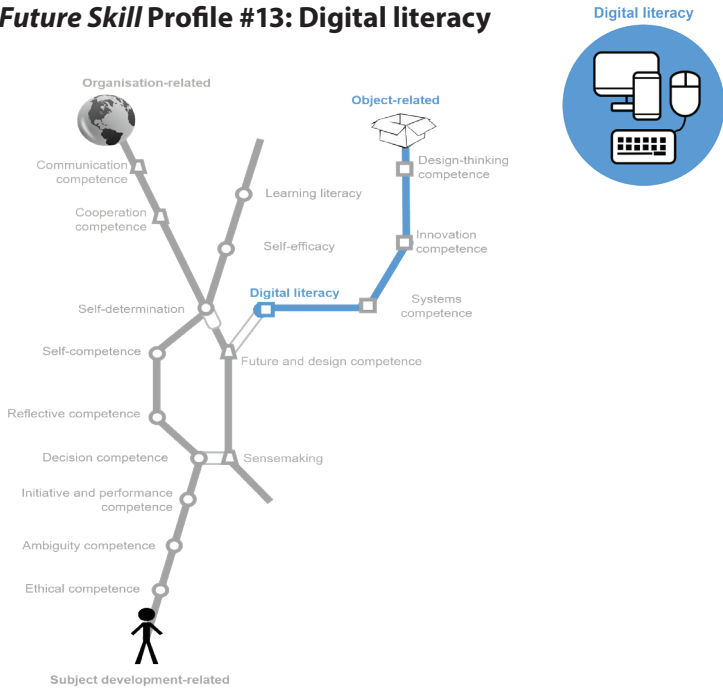 Future Skill Profile #13: Digital literacy
Digital literacy
Organisation-related
Object-related
Communication
competence
Design-thinking
competence
Learning literacy
Cooperation
competence
Innovation
competence
Self-efficacy
Digital literacy
Self-determination
Systems
competence
Self-competence
Future and design competence
Reflective competence
Decision competence
Sensemaking
Initiative and performance
competence
Ambiguity competence
Ethical competence
Subject development-related